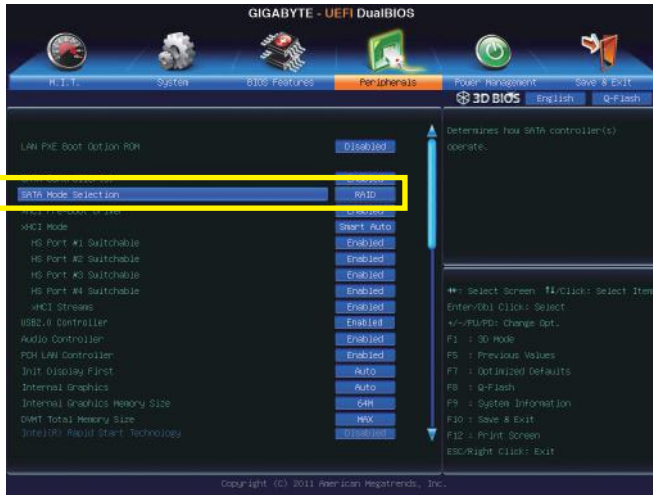 GIGABYTE - UEFI DualBIOS
M.I.T. System BIOS Features Peripherals Power Management Save & Exit
3D BIOS English Q-Flash
LAN PXE Boot Option ROM Disabled
SATA Mode Selection RAID
xHCI Pre-Boot Driver Enabled
xHCI Mode Smart Auto
HS Port #1 Switchable Enabled
HS Port #2 Switchable Enabled
HS Port #3 Switchable Enabled
HS Port #4 Switchable Enabled
xHCI Streams Enabled
USB2.0 Controller Enabled
Audio Controller Enabled
PCH LAN Controller Enabled
Init Display First Auto
Internal Graphics Auto
Internal Graphics Memory Size 64M
DVMT Total Memory Size MAX
Intel(R) Rapid Start Technology Disabled
Determines how SATA controller(s)
operate.
↔: Select Screen ↑↓/Click: Select Item
Enter/Dbl Click: Select
+/-/PU/PD: Change Opt.
F1 : 3D Mode
F5 : Previous Values
F7 : Optimized Defaults
F8 : Q-Flash
F9 : System Information
F10 : Save & Exit
F12 : Print Screen
ESC/Right Click: Exit
Copyright (C) 2011 American Megatrends, Inc.